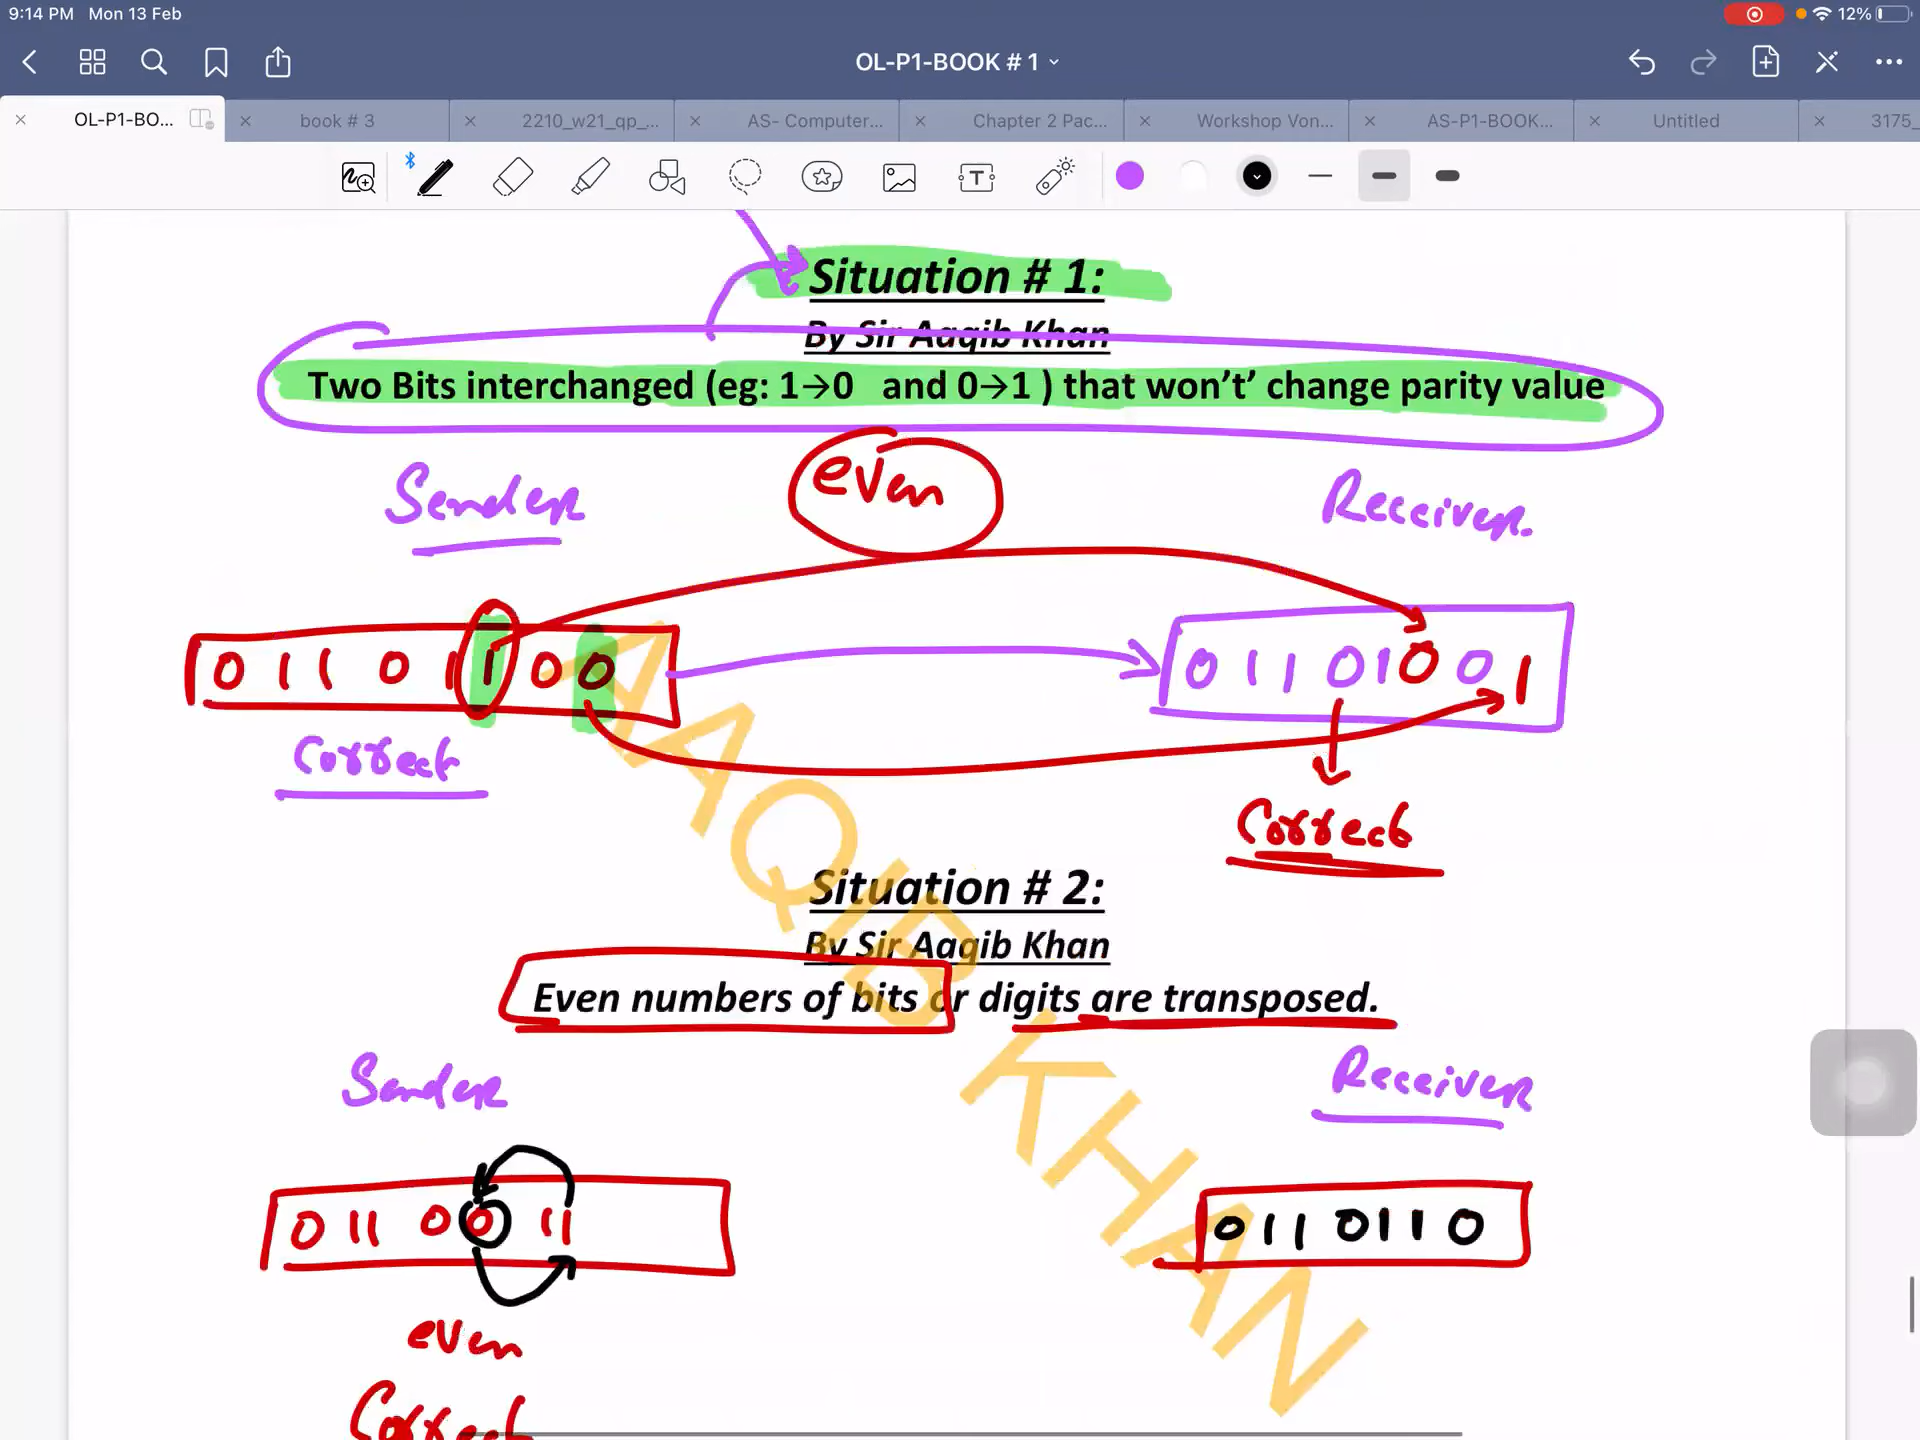 9:14 PM Mon 13 Feb
12%
OL-P1-BOOK # 1
OL-P1-BO...
book # 3
2210_w21_qp_...
AS- Computer...
Chapter 2 Pac...
Workshop Von...
AS-P1-BOOK...
Untitled
3175_
Situation # 1:
By Sir Aaqib Khan
Two Bits interchanged (eg: 1→0 and 0→1 ) that won’t’ change parity value
even
Sender
Receiver.
0 1 1 0 1 1 0 0
0 1 1 0 1 0 0 1
Correct
Correct
AAQIB KHAN
Situation # 2:
By Sir Aaqib Khan
Even numbers of bits or digits are transposed.
Sender
Receiver
0 1 1 0 0 1 1
0 1 1 0 1 1 0
even
Correct